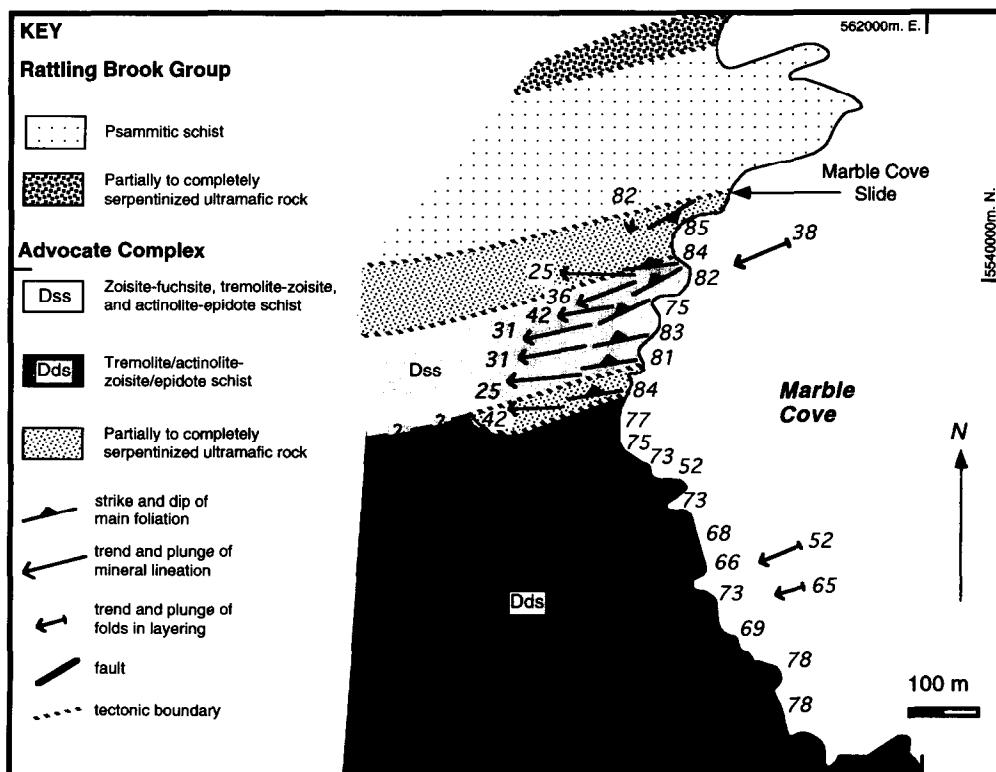 KEY
Rattling Brook Group
Psammitic schist
Partially to completely
serpentinized ultramafic rock
Advocate Complex
Dss
Zoisite-fuchsite, tremolite-zoisite,
and actinolite-epidote schist
Dds
Tremolite/actinolite-
zoisite/epidote schist
Partially to completely
serpentinized ultramafic rock
strike and dip of
main foliation
trend and plunge of
mineral lineation
trend and plunge of
folds in layering
fault
tectonic boundary
562000m. E.
5540000m. N.
Marble Cove
Slide
82
85
38
84
25
82
36
42
75
31
83
31
81
Dss
25
84
42
? ?
77
75
73
52
73
68
66
52
73
65
69
78
78
Dds
Marble
Cove
N
100 m